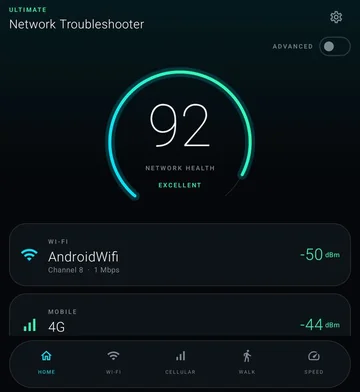 ULTIMATE
Network Troubleshooter
ADVANCED
92
NETWORK HEALTH
EXCELLENT
WI-FI
AndroidWifi
-50 dBm
Channel 8 · 1 Mbps
MOBILE
4G
-44 dBm
HOME
WI-FI
CELLULAR
WALK
SPEED